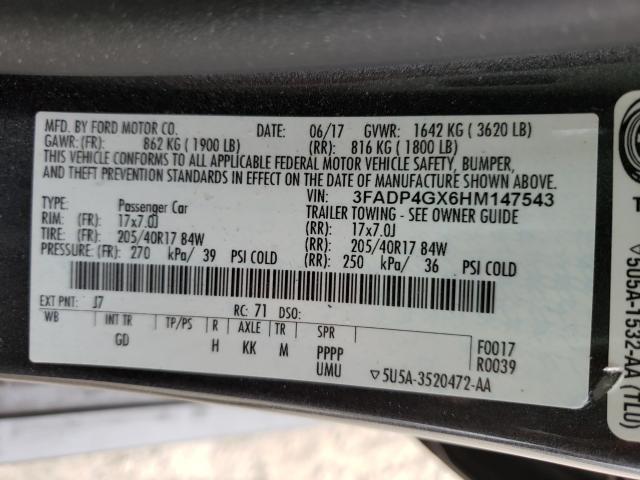 MFD. BY FORD MOTOR CO. DATE: 06/17 GVWR: 1642 KG ( 3620 LB)
GAWR: (FR): 862 KG ( 1900 LB) (RR): 816 KG ( 1800 LB)
THIS VEHICLE CONFORMS TO ALL APPLICABLE FEDERAL MOTOR VEHICLE SAFETY, BUMPER,
AND THEFT PREVENTION STANDARDS IN EFFECT ON THE DATE OF MANUFACTURE SHOWN ABOVE.
VIN: 3FADP4GX6HM147543
TYPE: Passenger Car TRAILER TOWING - SEE OWNER GUIDE
RIM: (FR): 17x7.0J (RR): 17x7.0J
TIRE: (FR): 205/40R17 84W (RR): 205/40R17 84W
PRESSURE: (FR): 270 kPa/ 39 PSI COLD (RR): 250 kPa/ 36 PSI COLD
EXT PNT: J7 RC: 71 DSO:
WB INT TR TP/PS R AXLE TR SPR F0017
GD H KK M PPPP R0039
UMU ▽5U5A-3520472-AA
▽5U5A-15332-AA (TLO)